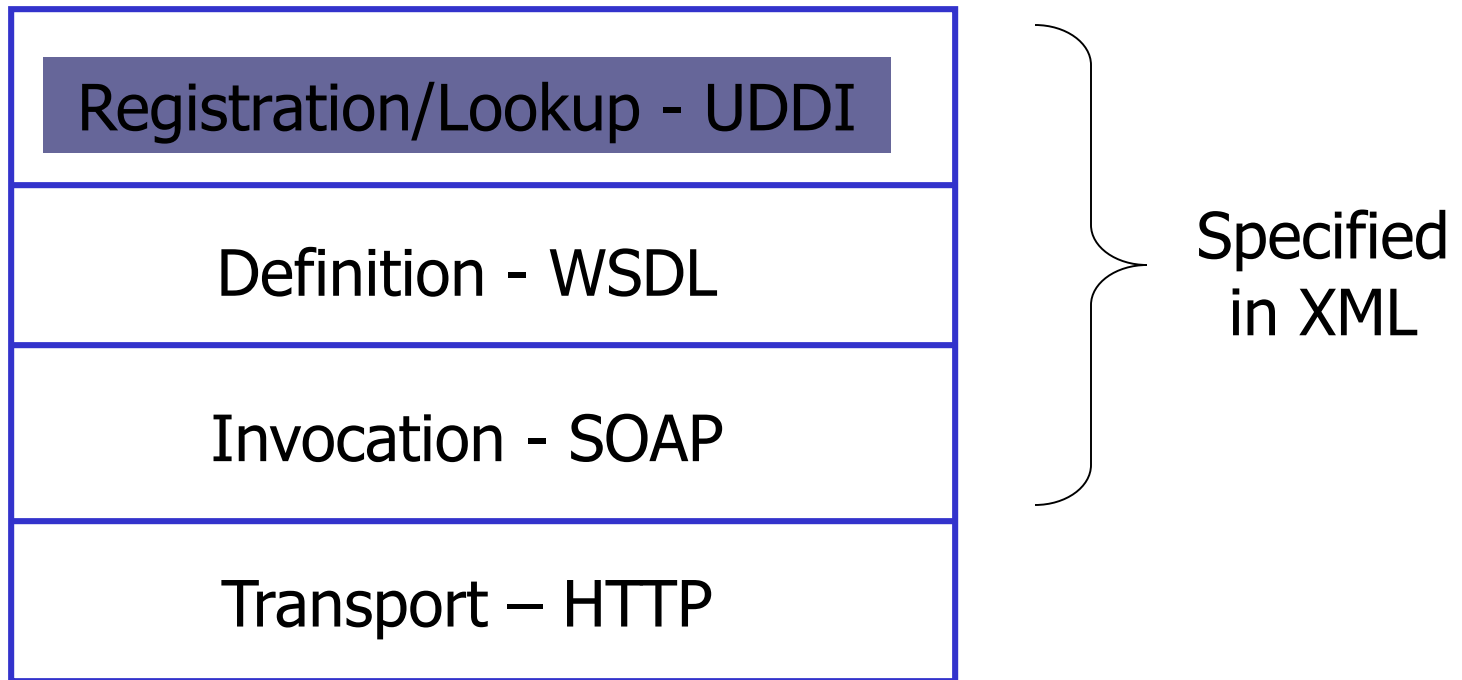 Registration/Lookup - UDDI
Definition - WSDL
Invocation - SOAP
Transport – HTTP
Specified
in XML